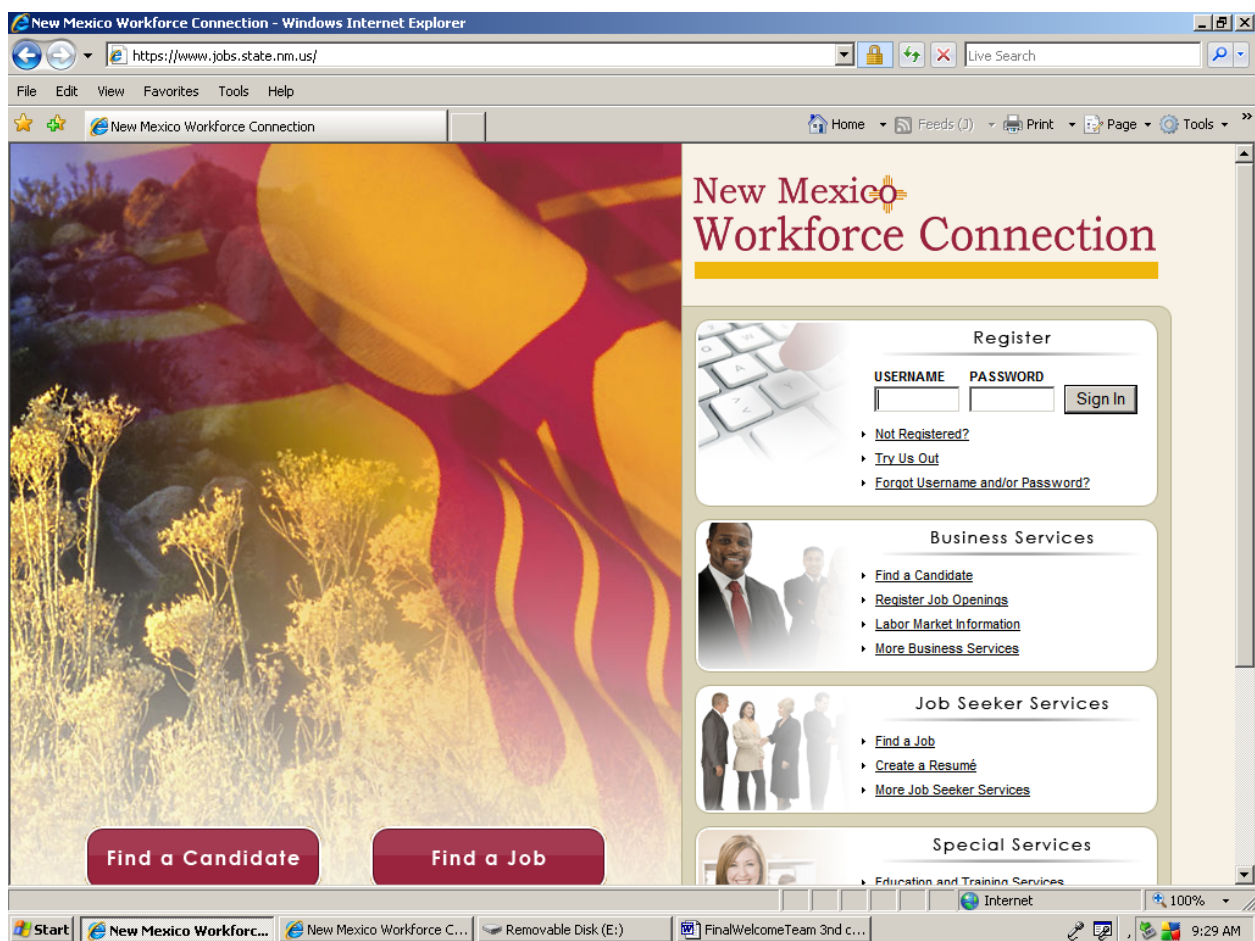 New Mexico Workforce Connection - Windows Internet Explorer
https://www.jobs.state.nm.us/
Live Search
File Edit View Favorites Tools Help
New Mexico Workforce Connection
Home Feeds (J) Print Page Tools »
New Mexico
Workforce Connection
Register
USERNAME PASSWORD
Sign In
Not Registered?
Try Us Out
Forgot Username and/or Password?
Business Services
Find a Candidate
Register Job Openings
Labor Market Information
More Business Services
Job Seeker Services
Find a Job
Create a Resumé
More Job Seeker Services
Special Services
Education and Training Services
Find a Candidate
Find a Job
Internet
100%
Start
New Mexico Workforc...
New Mexico Workforce C...
Removable Disk (E:)
FinalWelcomeTeam 3nd c...
9:29 AM